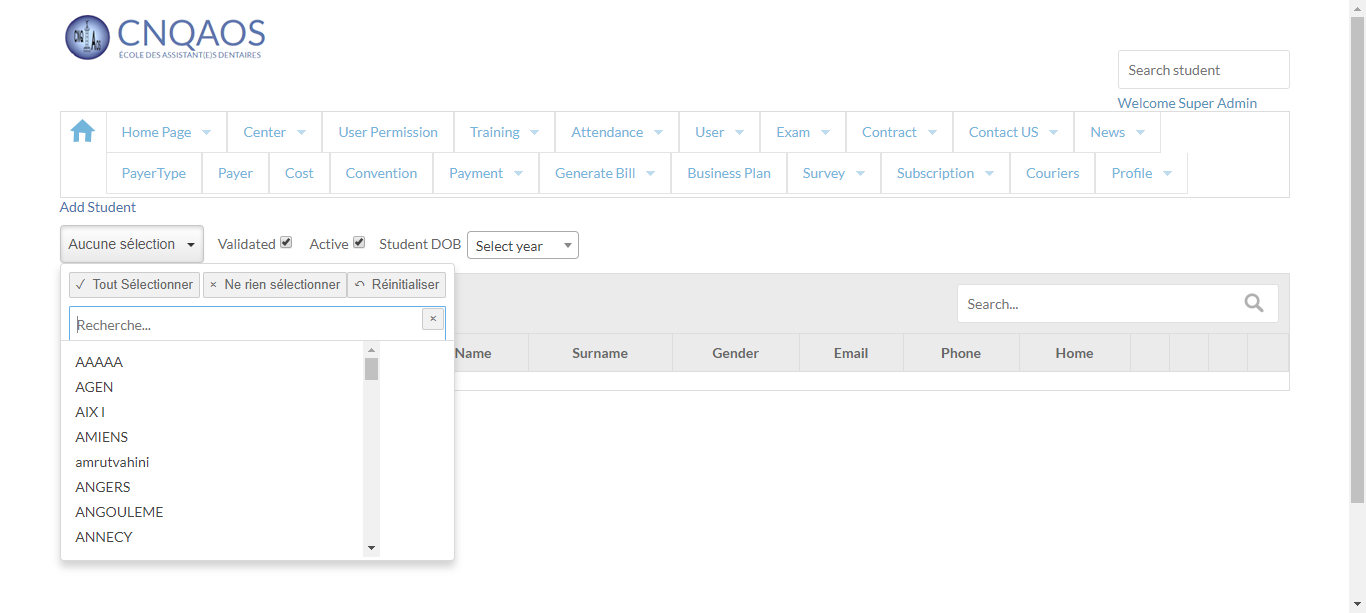 CNQAOS
ÉCOLE DES ASSISTANT(E)S DENTAIRES
Search student
Welcome Super Admin
Home Page Center User Permission Training Attendance User Exam Contract Contact US News
PayerType Payer Cost Convention Payment Generate Bill Business Plan Survey Subscription Couriers Profile
Add Student
Aucune sélection Validated Active Student DOB Select year
Tout Sélectionner × Ne rien sélectionner Réinitialiser
Search...
Recherche... ×
Name Surname Gender Email Phone Home
AAAAA
AGEN
AIX I
AMIENS
amrutvahini
ANGERS
ANGOULEME
ANNECY